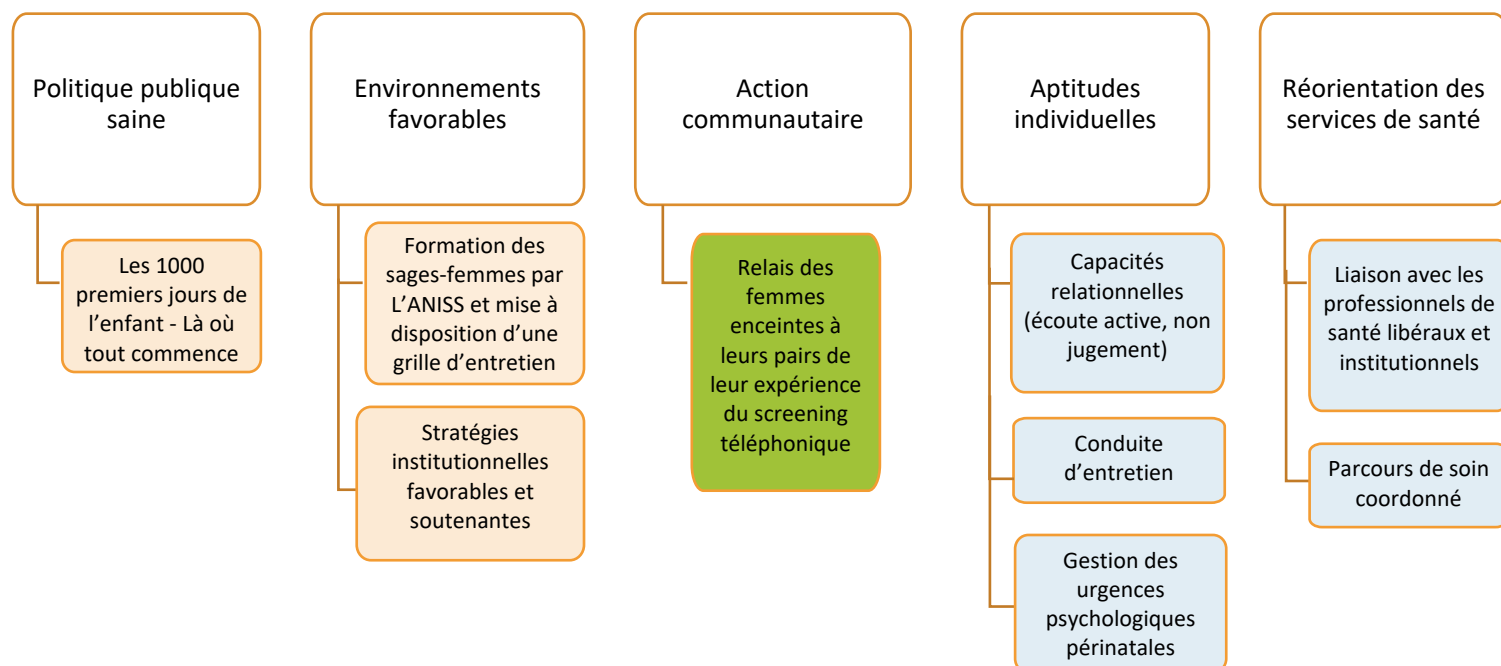 Politique publique
saine
Environnements
favorables
Action
communautaire
Aptitudes
individuelles
Réorientation des
services de santé
Les 1000
premiers jours de
l’enfant - Là où
tout commence
Formation des
sages-femmes par
L’ANISS et mise à
disposition d’une
grille d’entretien
Stratégies
institutionnelles
favorables et
soutenantes
Relais des
femmes
enceintes à
leurs pairs de
leur expérience
du screening
téléphonique
Capacités
relationnelles
(écoute active, non
jugement)
Conduite
d’entretien
Gestion des
urgences
psychologiques
périnatales
Liaison avec les
professionnels de
santé libéraux et
institutionnels
Parcours de soin
coordonné